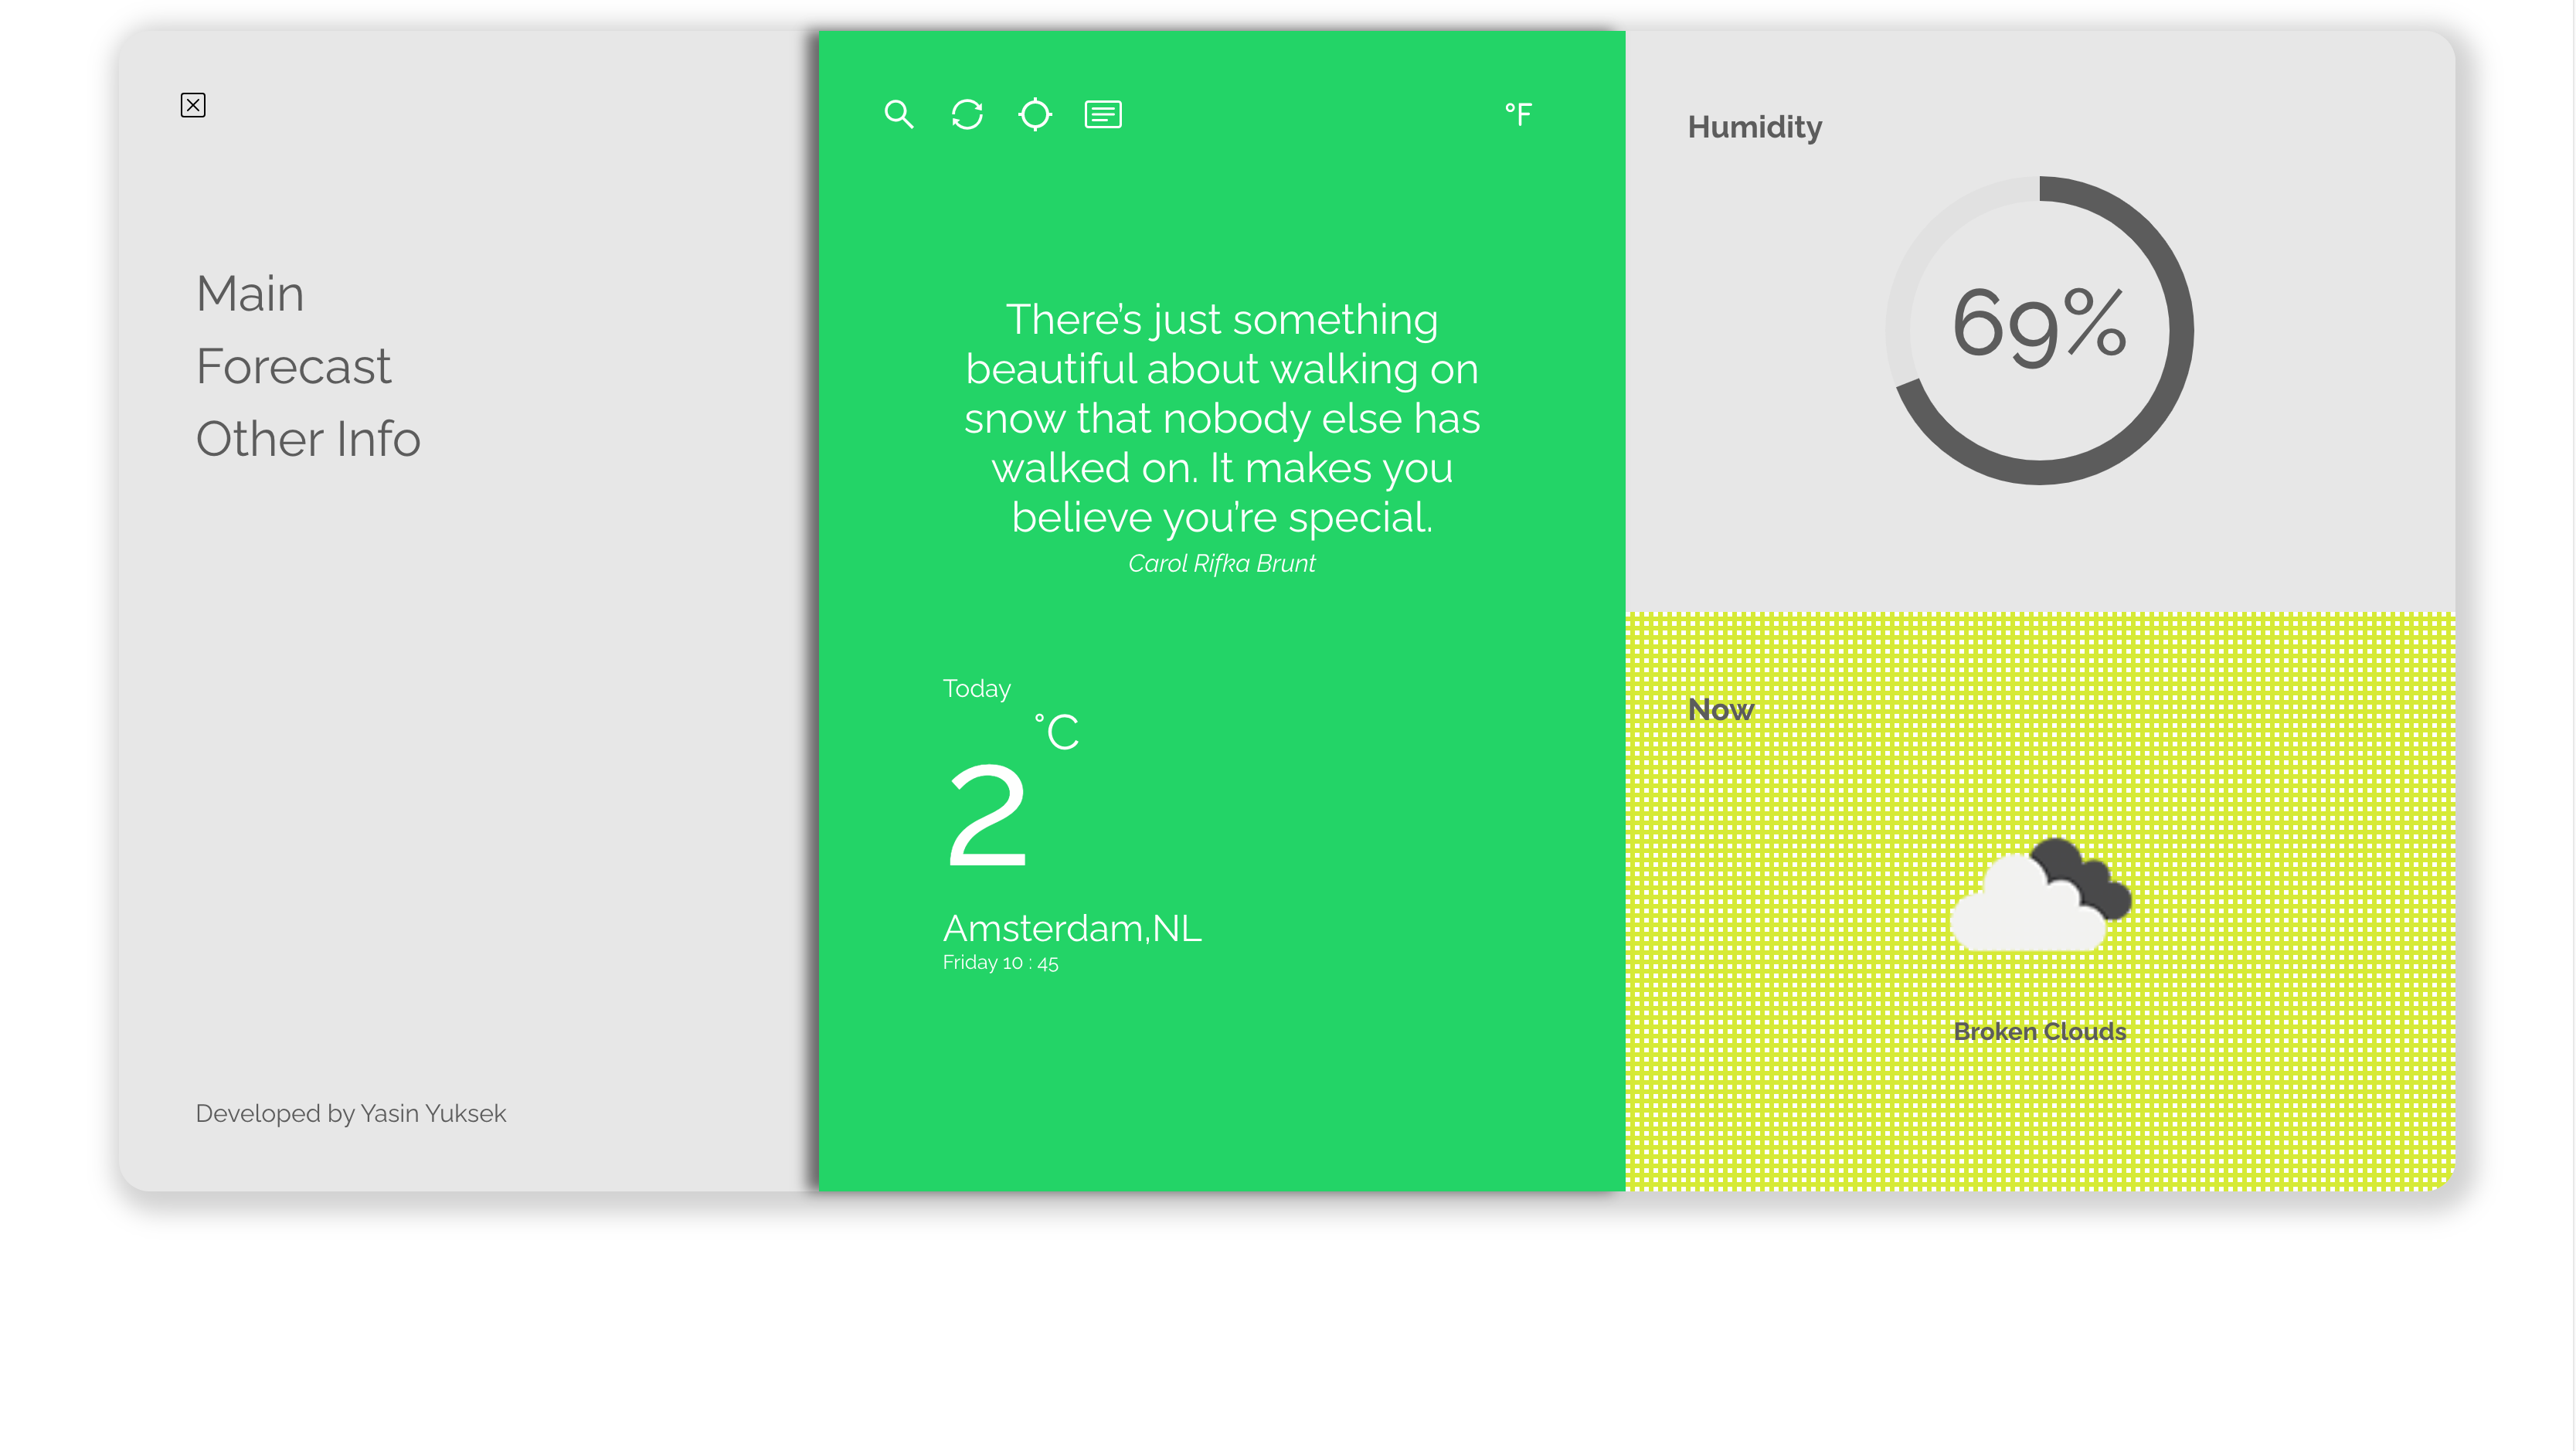 Main
Forecast
Other Info
Developed by Yasin Yuksek
°F
There’s just something
beautiful about walking on
snow that nobody else has
walked on. It makes you
believe you’re special.
Carol Rifka Brunt
Today
°C
2
Amsterdam,NL
Friday 10 : 45
Humidity
69%
Now
Broken Clouds